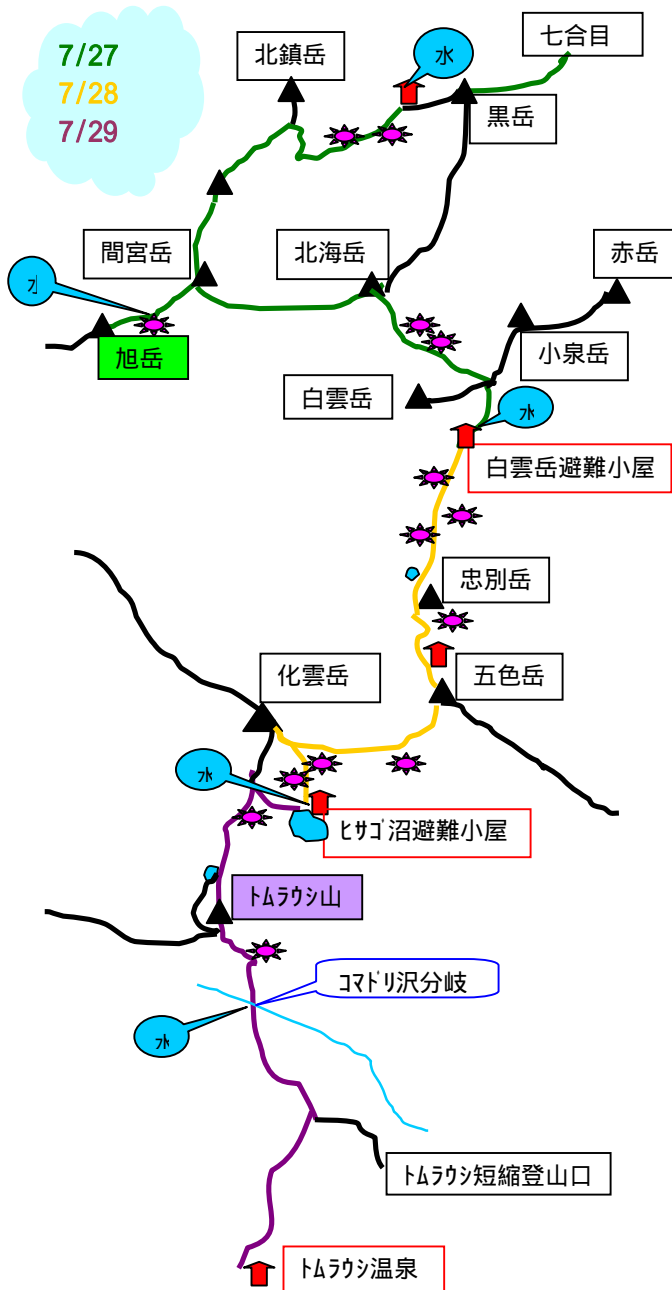 7/27
7/28
7/29
北鎮岳
水
七合目
黒岳
間宮岳
北海岳
赤岳
水
旭岳
小泉岳
白雲岳
水
白雲岳避難小屋
忠別岳
化雲岳
五色岳
水
ﾋｻｺﾞ沼避難小屋
ﾄﾑﾗｳｼ山
コマドリ沢分岐
水
ﾄﾑﾗｳｼ短縮登山口
ﾄﾑﾗｳｼ温泉